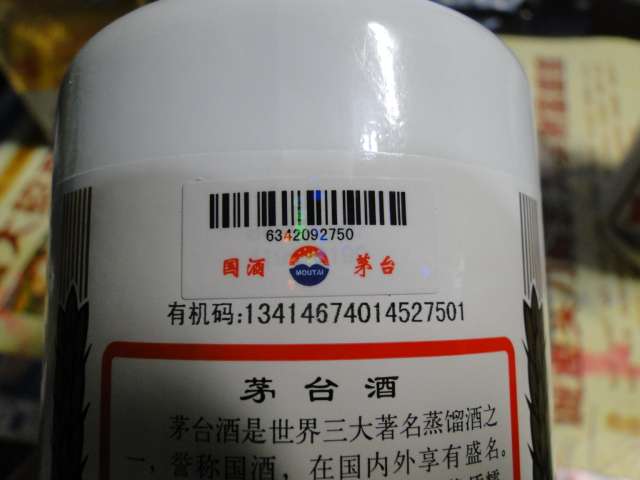 6342092750
国酒 MOUTAI 茅台
有机码:13414674014527501
茅台酒
茅台酒是世界三大著名蒸馏酒之
一，誉称国酒，在国内外享有盛名。